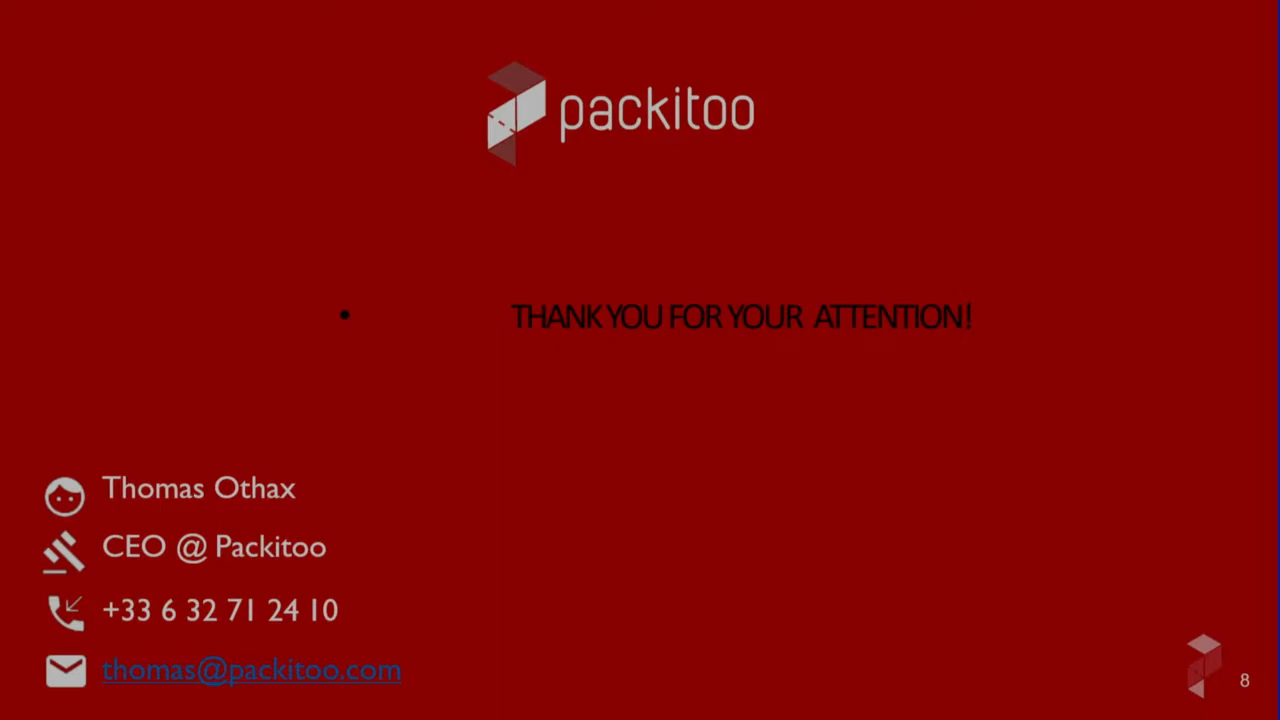 packitoo
• THANK YOU FOR YOUR ATTENTION!
Thomas Othax
CEO @ Packitoo
+33 6 32 71 24 10
thomas@packitoo.com
8